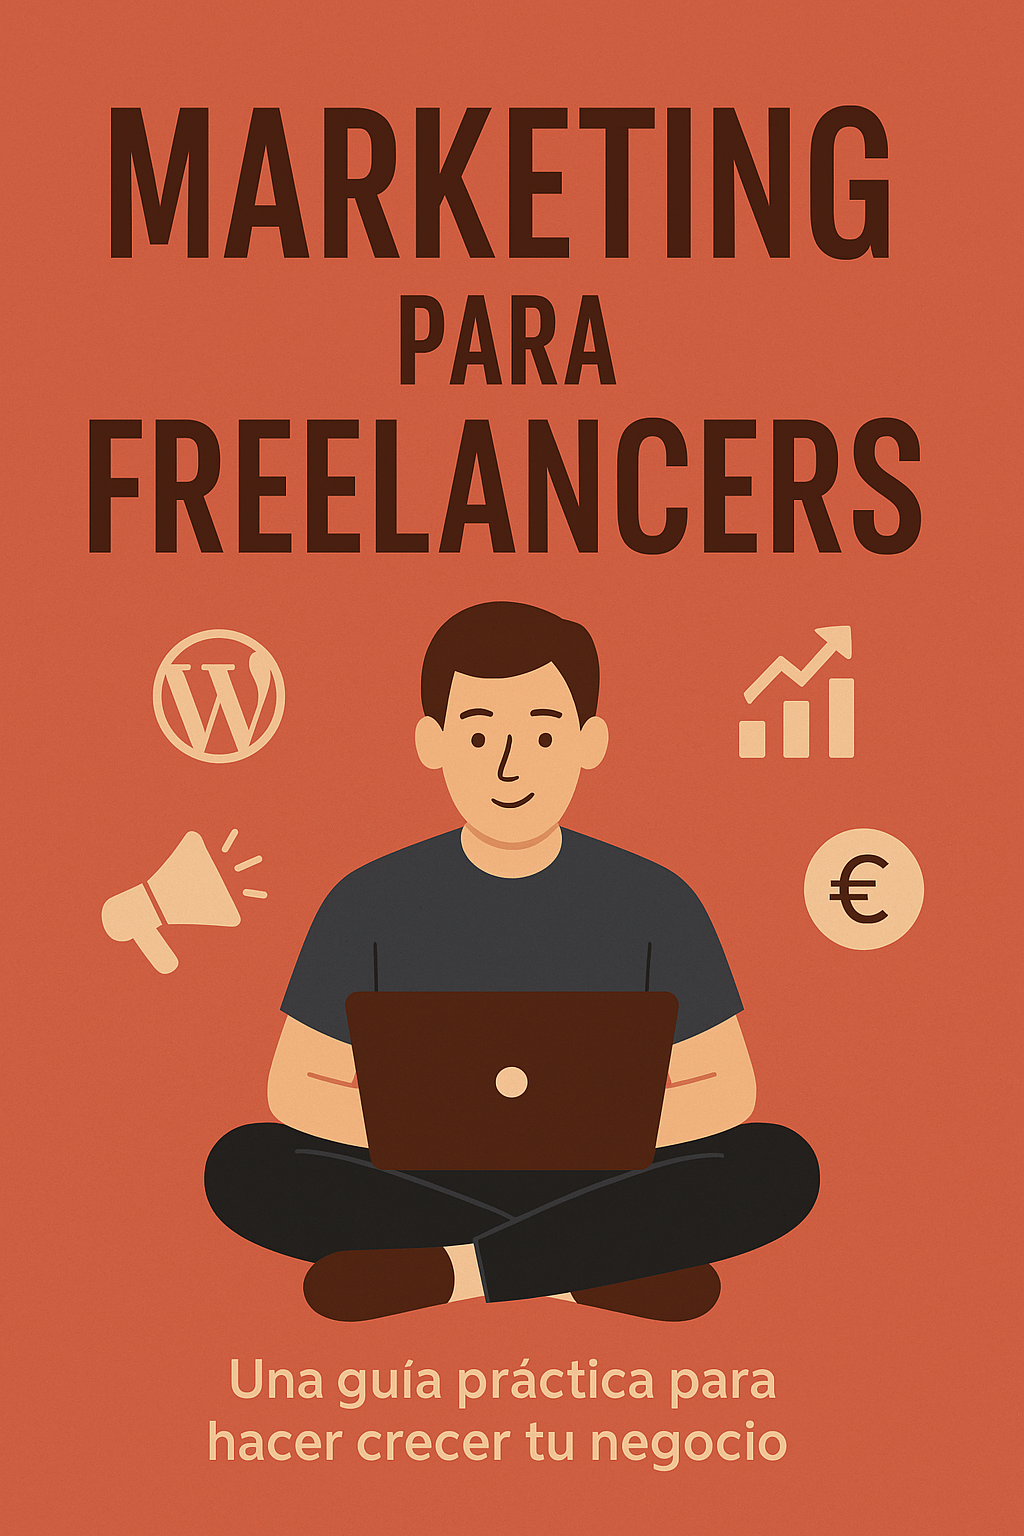 MARKETING
PARA
FREELANCERS
W
€
Una guía práctica para
hacer crecer tu negocio